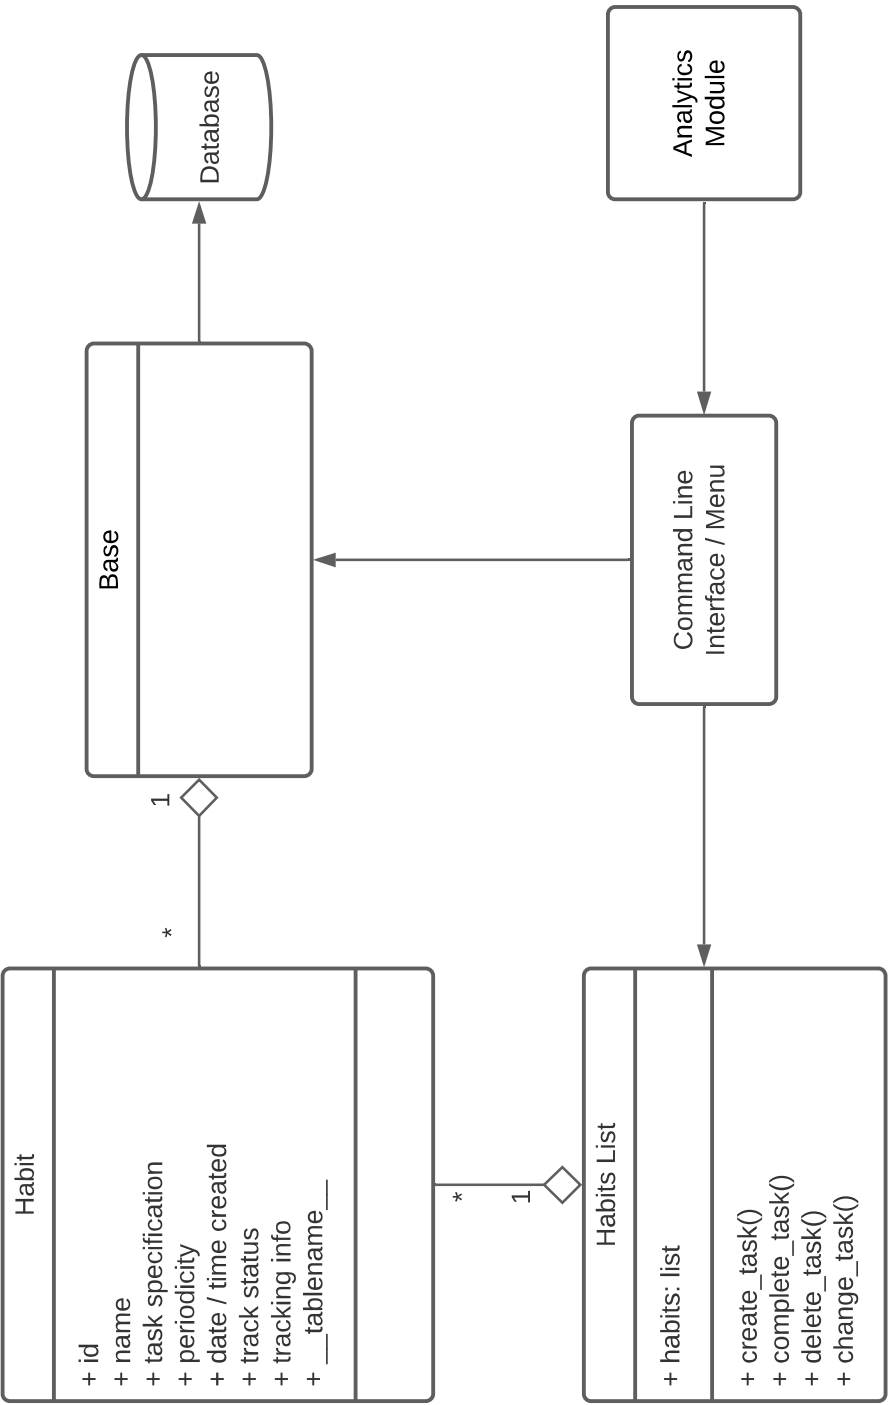 Habit
+ id
+ name
+ task specification
+ periodicity
+ date / time created
+ track status
+ tracking info
+ __tablename__
*
1
Base
Database
*
1
Habits List
+ habits: list
+ create_task()
+ complete_task()
+ delete_task()
+ change_task()
Command Line
Interface / Menu
Analytics
Module